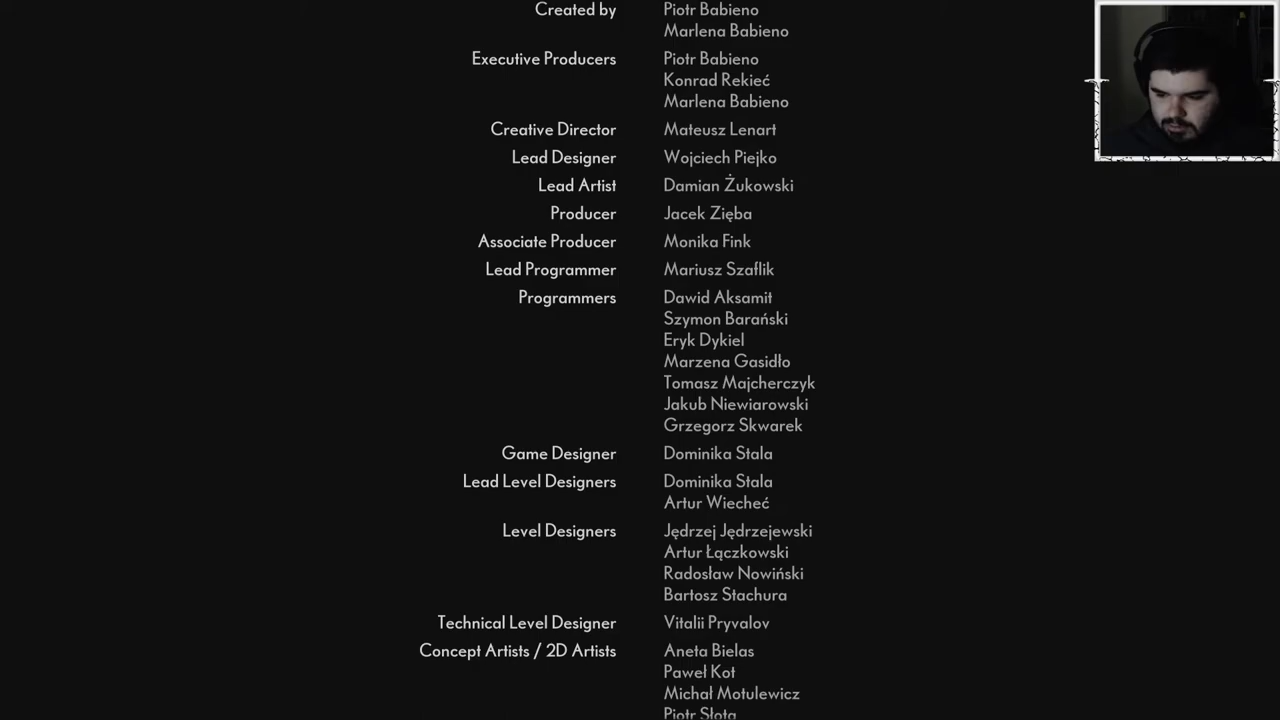 Created by Piotr Babieno
Marlena Babieno
Executive Producers Piotr Babieno
Konrad Rekieć
Marlena Babieno
Creative Director Mateusz Lenart
Lead Designer Wojciech Piejko
Lead Artist Damian Żukowski
Producer Jacek Zięba
Associate Producer Monika Fink
Lead Programmer Mariusz Szaflik
Programmers Dawid Aksamit
Szymon Barański
Eryk Dykiel
Marzena Gasidło
Tomasz Majcherczyk
Jakub Niewiarowski
Grzegorz Skwarek
Game Designer Dominika Stala
Lead Level Designers Dominika Stala
Artur Wiecheć
Level Designers Jędrzej Jędrzejewski
Artur Łączkowski
Radosław Nowiński
Bartosz Stachura
Technical Level Designer Vitalii Pryvalov
Concept Artists / 2D Artists Aneta Bielas
Paweł Kot
Michał Motulewicz
Piotr Słota